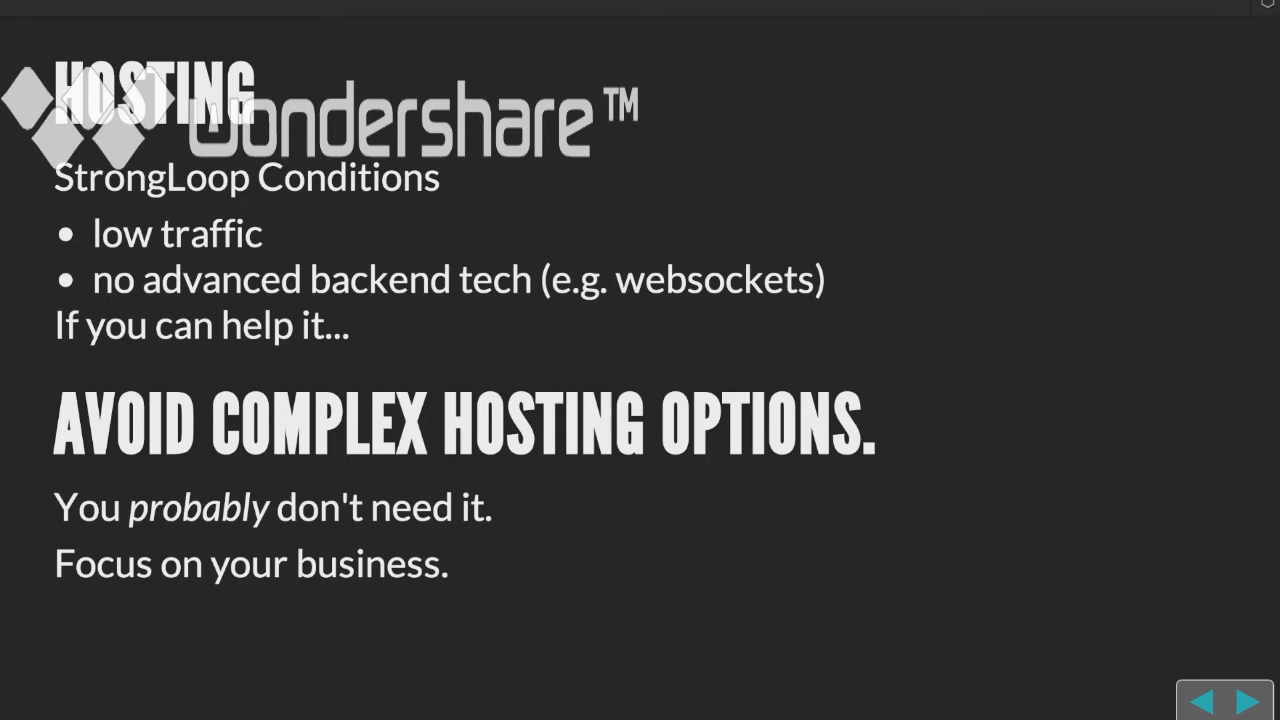 HOSTING
Wondershare™
StrongLoop Conditions
• low traffic
• no advanced backend tech (e.g. websockets)
If you can help it...
AVOID COMPLEX HOSTING OPTIONS.
You probably don't need it.
Focus on your business.